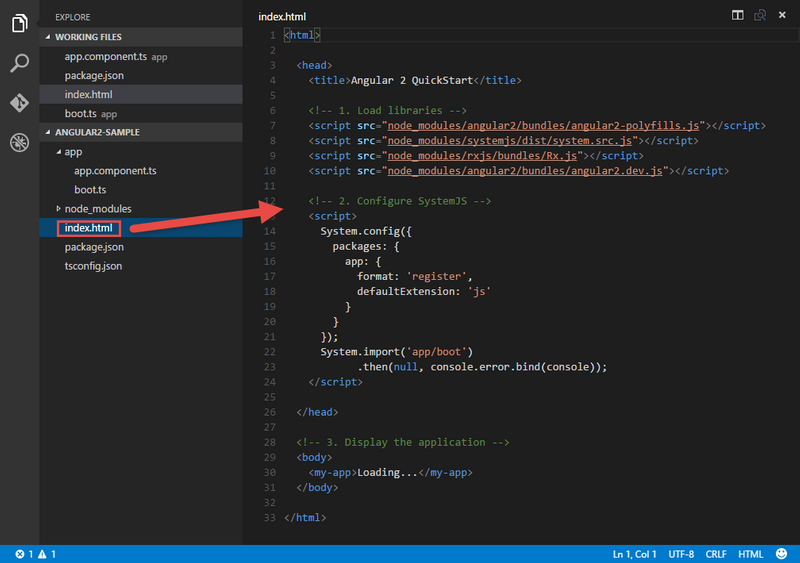 EXPLORE
WORKING FILES
app.component.ts app
package.json
index.html
boot.ts app
ANGULAR2-SAMPLE
app
app.component.ts
boot.ts
node_modules
index.html
package.json
tsconfig.json
index.html
1 <html>
2
3 <head>
4 <title>Angular 2 QuickStart</title>
5
6 <!-- 1. Load libraries -->
7 <script src="node_modules/angular2/bundles/angular2-polyfills.js"></script>
8 <script src="node_modules/systemjs/dist/system.src.js"></script>
9 <script src="node_modules/rxjs/bundles/Rx.js"></script>
10 <script src="node_modules/angular2/bundles/angular2.dev.js"></script>
11
12 <!-- 2. Configure SystemJS -->
<script>
14 System.config({
15 packages: {
16 app: {
17 format: 'register',
18 defaultExtension: 'js'
19 }
20 }
21 });
22 System.import('app/boot')
23 .then(null, console.error.bind(console));
24 </script>
25
26 </head>
27
28 <!-- 3. Display the application -->
29 <body>
30 <my-app>Loading...</my-app>
31 </body>
32
33 </html>
1 1
Ln 1, Col 1 UTF-8 CRLF HTML